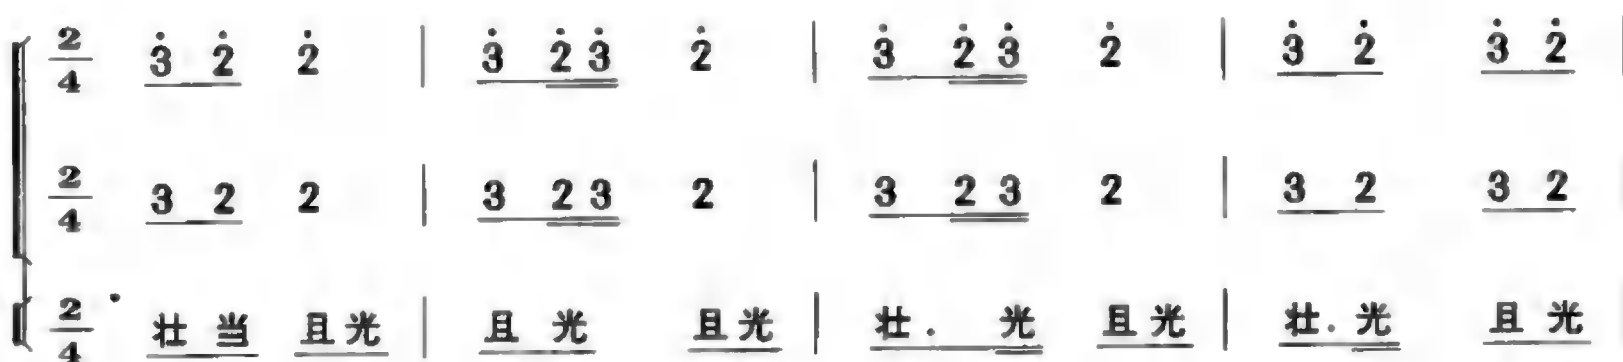 2/4 3̇ 2̇ 2̇ | 3̇ 2̇ 3̇ 2̇ | 3̇ 2̇ 3̇ 2̇ | 3̇ 2̇ 3̇ 2̇
2/4 3 2 2 | 3 2 3 2 | 3 2 3 2 | 3 2 3 2
2/4 壮 当 且 光 | 且 光 且 光 | 壮 . 光 且 光 | 壮 . 光 且 光